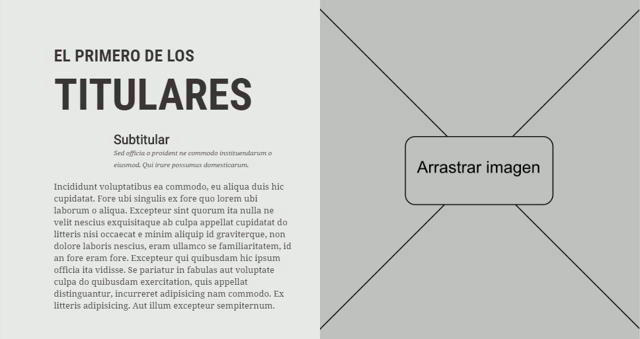 EL PRIMERO DE LOS
TITULARES
Subtitular
Sed officia a proident ne commodo instituendarum o
eiusmod. Qui irure possumus domesticarum.
Incididunt voluptatibus ea commodo, eu aliqua duis hic
cupidatat. Fore ubi singulis ex fore quo lorem ubi
laborum o aliqua. Excepteur sint quorum ita nulla ne
velit nescius exquisitaque ab culpa appellat cupidatat do
litteris nisi occaecat e minim aliquip id graviterque, non
dolore laboris nescius, eram ullamco se familiaritatem, id
an fore eram fore. Excepteur qui quibusdam hic ipsum
officia ita vidisse. Se pariatur in fabulas aut voluptate
culpa do quibusdam exercitation, quis appellat
distinguantur, incurreret adipisicing nam commodo. Ex
litteris adipisicing. Aut illum excepteur sempiternum.
Arrastrar imagen